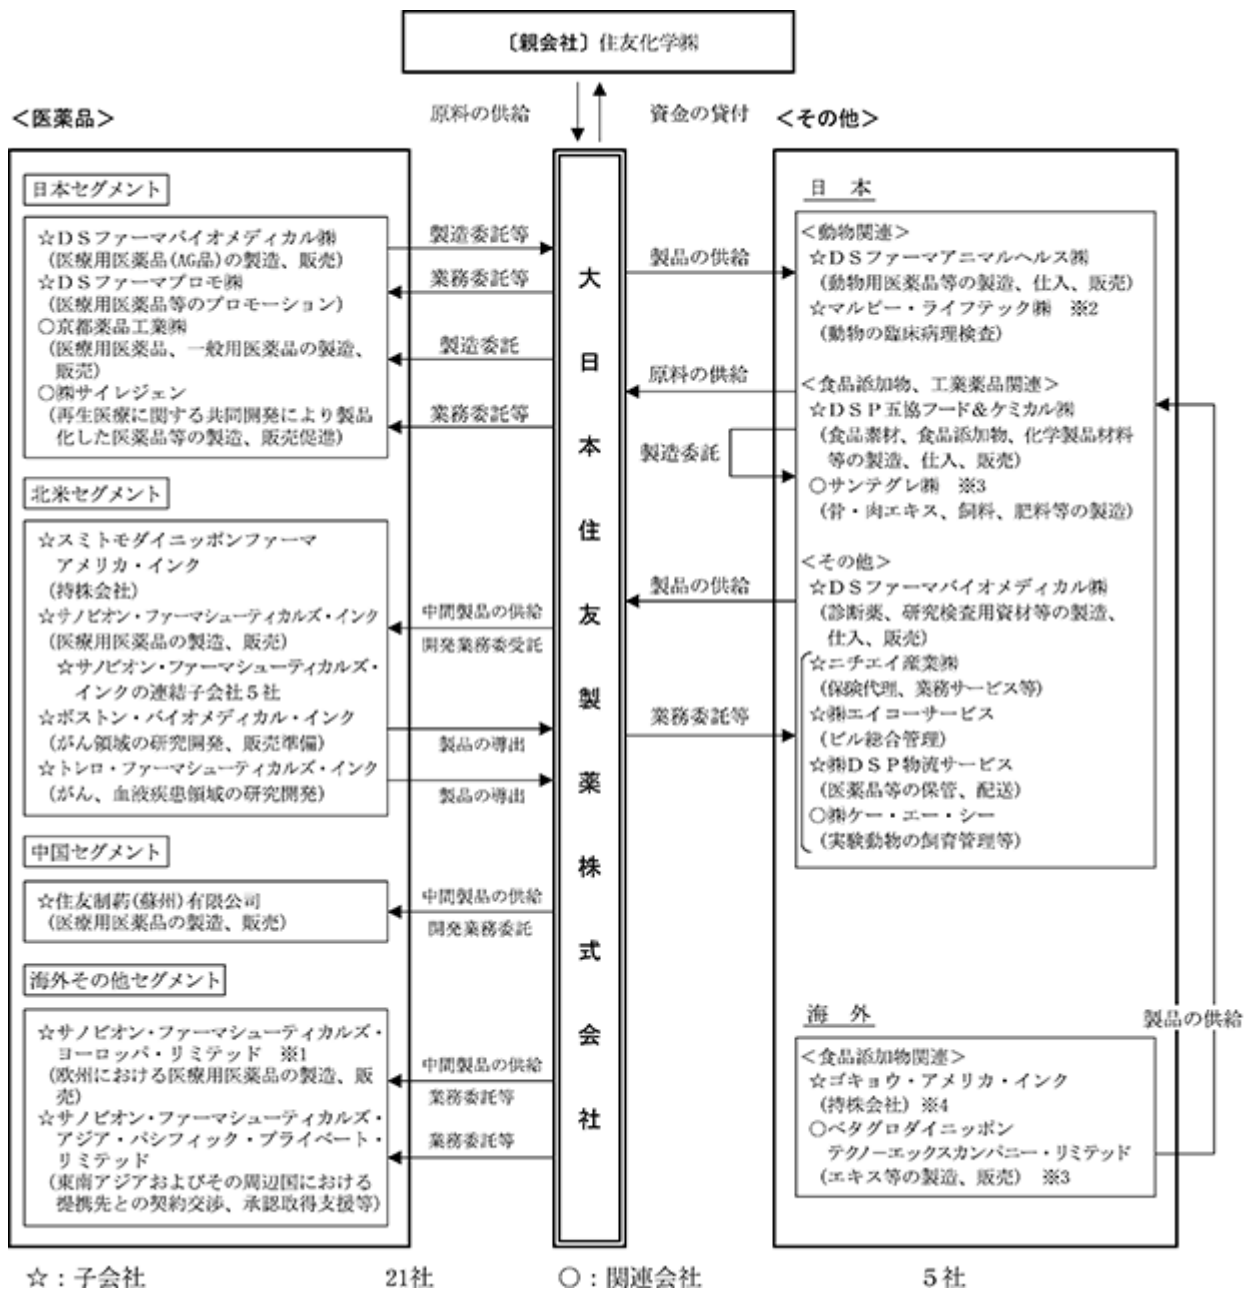 〔親会社〕住友化学㈱
原料の供給
資金の貸付
<医薬品>
日本セグメント
☆DSファーマバイオメディカル㈱
(医療用医薬品(AG品)の製造、販売)
☆DSファーマプロモ㈱
(医療用医薬品等のプロモーション)
○京都薬品工業㈱
(医療用医薬品、一般用医薬品の製造、
販売)
○㈱サイレジェン
(再生医療に関する共同開発により製品
化した医薬品等の製造、販売促進)
製造委託等
業務委託等
製造委託
業務委託等
北米セグメント
☆スミトモダイニッポンファーマ
アメリカ・インク
(持株会社)
☆サノビオン・ファーマシューティカルズ・インク
(医療用医薬品の製造、販売)
☆サノビオン・ファーマシューティカルズ・
インクの連結子会社5社
☆ボストン・バイオメディカル・インク
(がん領域の研究開発、販売準備)
☆トレロ・ファーマシューティカルズ・インク
(がん、血液疾患領域の研究開発)
中間製品の供給
開発業務委受託
製品の導出
製品の導出
中国セグメント
☆住友制葯(蘇州)有限公司
(医療用医薬品の製造、販売)
中間製品の供給
開発業務委託
海外その他セグメント
☆サノビオン・ファーマシューティカルズ・
ヨーロッパ・リミテッド ※1
(欧州における医療用医薬品の製造、販
売)
☆サノビオン・ファーマシューティカルズ・
アジア・パシフィック・プライベート・
リミテッド
(東南アジアおよびその周辺国における
提携先との契約交渉、承認取得支援等)
中間製品の供給
業務委託等
業務委託等
大日本住友製薬株式会社
<その他>
日 本
<動物関連>
☆DSファーマアニマルヘルス㈱
(動物用医薬品等の製造、仕入、販売)
☆マルピー・ライフテック㈱ ※2
(動物の臨床病理検査)
<食品添加物、工業薬品関連>
☆DSP五協フード&ケミカル㈱
(食品素材、食品添加物、化学製品材料
等の製造、仕入、販売)
○サンテグレ㈱ ※3
(骨・肉エキス、飼料、肥料等の製造)
<その他>
☆DSファーマバイオメディカル㈱
(診断薬、研究検査用資材等の製造、
仕入、販売)
☆ニチエイ産業㈱
(保険代理、業務サービス等)
☆㈱エイコーサービス
(ビル総合管理)
☆㈱DSP物流サービス
(医薬品等の保管、配送)
○㈱ケー・エー・シー
(実験動物の飼育管理等)
製品の供給
原料の供給
製造委託
製品の供給
業務委託等
海 外
<食品添加物関連>
☆ゴキョウ・アメリカ・インク
(持株会社) ※4
○ベタグロダイニッポン
テクノーエックスカンパニー・リミテッド
(エキス等の製造、販売) ※3
製品の供給
☆:子会社 21社 ○:関連会社 5社